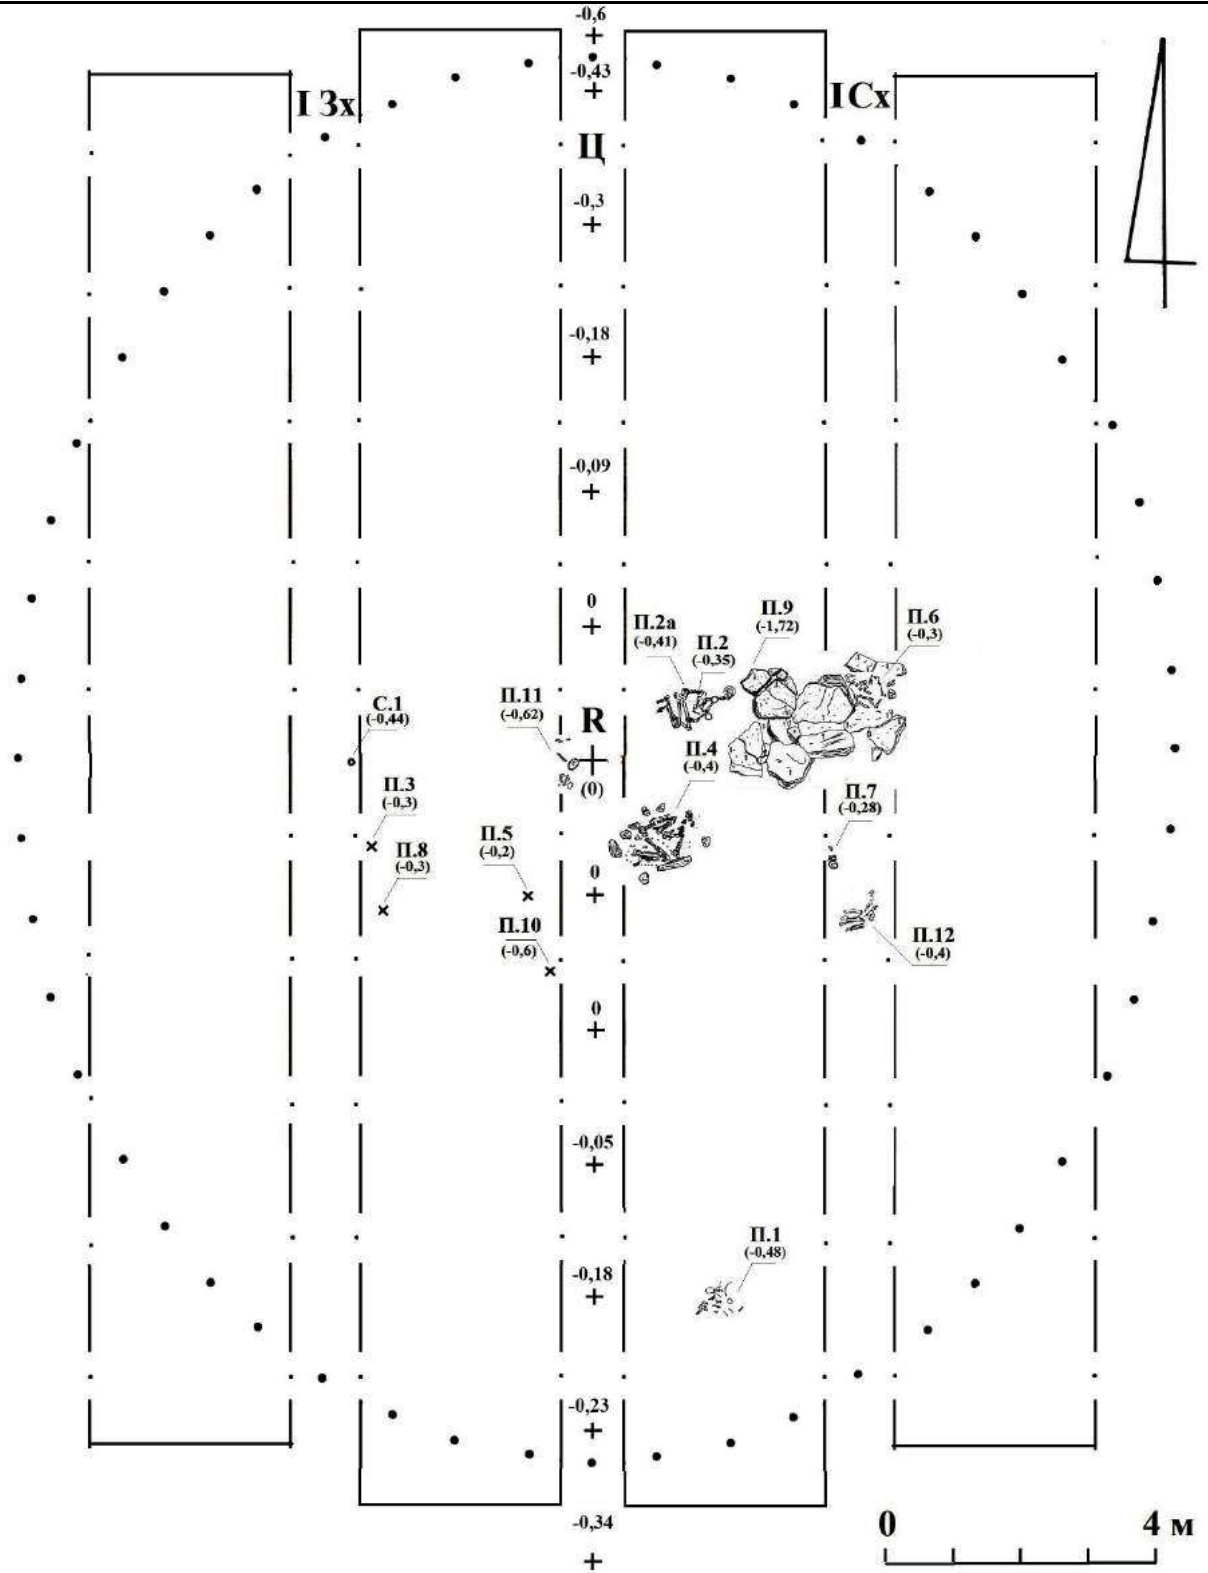 -0,6
-0,43
І Зх
І Сх
Ц
-0,3
-0,18
-0,09
0
П.2а
(-0,41)
П.2
(-0,35)
П.9
(-1,72)
П.6
(-0,3)
С.1
(-0,44)
П.11
(-0,62)
R
(0)
П.4
(-0,4)
П.3
(-0,3)
П.7
(-0,28)
П.8
(-0,3)
П.5
(-0,2)
0
П.10
(-0,6)
П.12
(-0,4)
0
-0,05
П.1
(-0,48)
-0,18
-0,23
-0,34
0 4 м